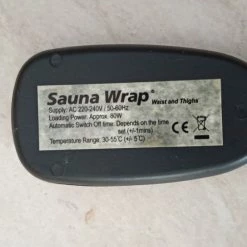 Sauna Wrap® Waist and Thighs
Supply: AC 220-240V / 50-60Hz
Loading Power: Approx. 60W
Automatic Switch Off time: Depends on the time
set (+/-1mins)
Temperature Range: 30-55°C (+/- 5°C)
CE